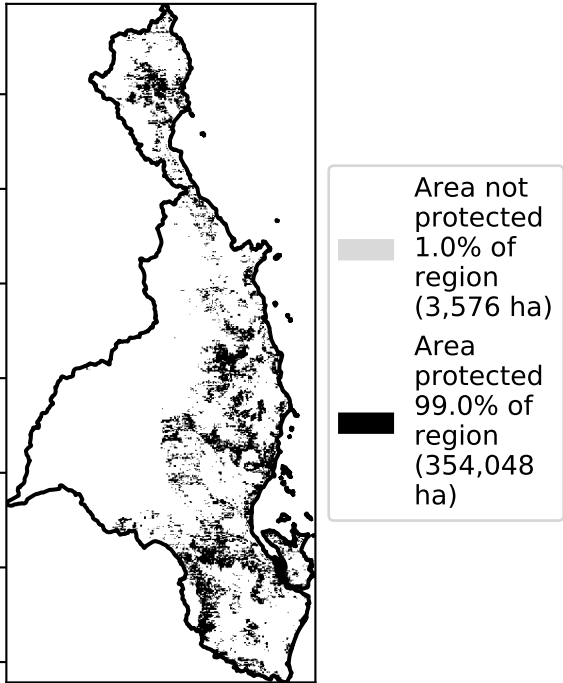 Area not
protected
1.0% of
region
(3,576 ha)
Area
protected
99.0% of
region
(354,048
ha)